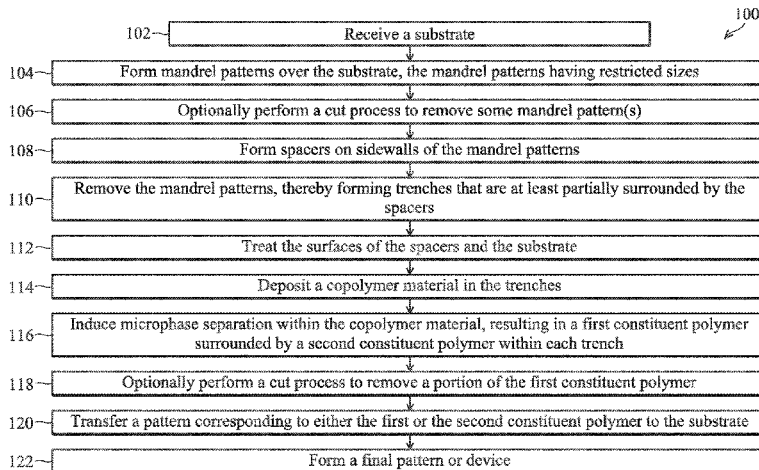 100
102 Receive a substrate
104 Form mandrel patterns over the substrate, the mandrel patterns having restricted sizes
106 Optionally perform a cut process to remove some mandrel pattern(s)
108 Form spacers on sidewalls of the mandrel patterns
110 Remove the mandrel patterns, thereby forming trenches that are at least partially surrounded by the
spacers
112 Treat the surfaces of the spacers and the substrate
114 Deposit a copolymer material in the trenches
116 Induce microphase separation within the copolymer material, resulting in a first constituent polymer
surrounded by a second constituent polymer within each trench
118 Optionally perform a cut process to remove a portion of the first constituent polymer
120 Transfer a pattern corresponding to either the first or the second constituent polymer to the substrate
122 Form a final pattern or device